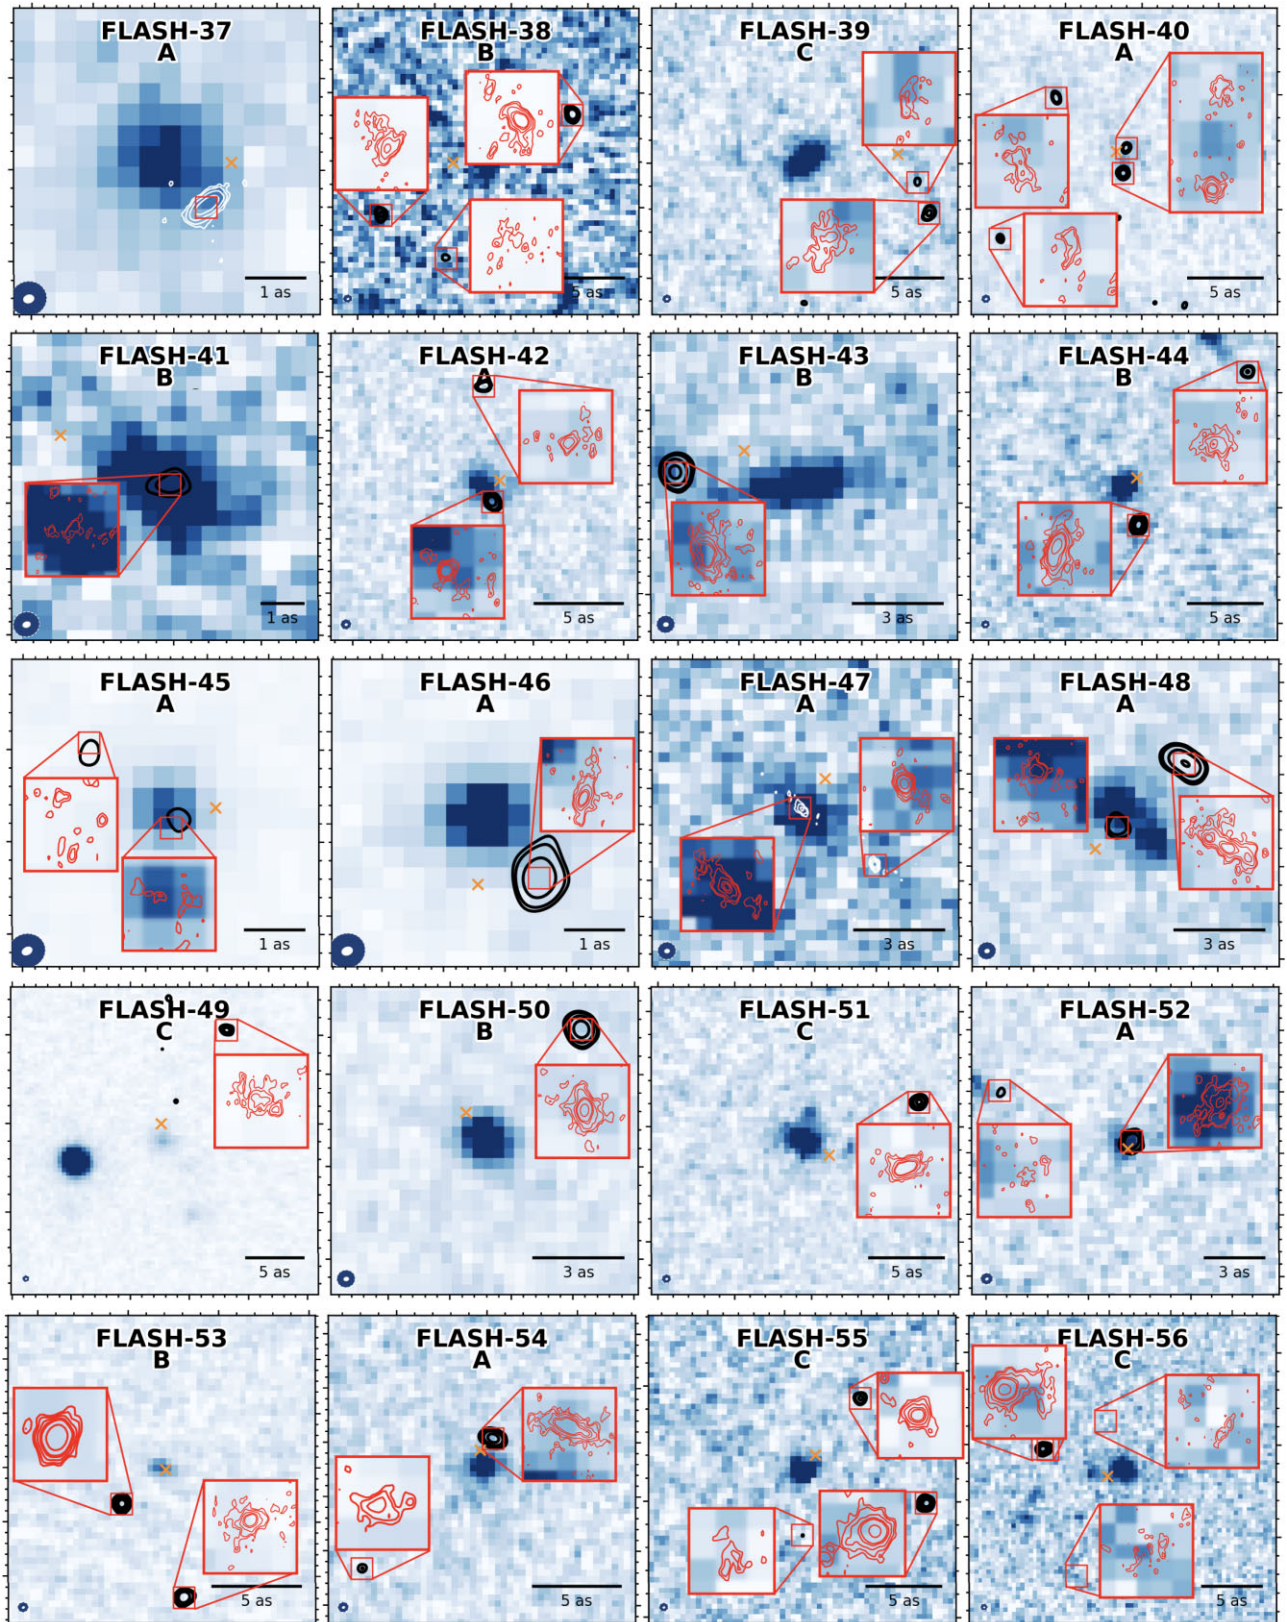 FLASH-37
A
1 as
FLASH-38
B
5 as
FLASH-39
C
5 as
FLASH-40
A
5 as
FLASH-41
B
1 as
FLASH-42
A
5 as
FLASH-43
B
3 as
FLASH-44
B
5 as
FLASH-45
A
1 as
FLASH-46
A
1 as
FLASH-47
A
3 as
FLASH-48
A
3 as
FLASH-49
C
5 as
FLASH-50
B
3 as
FLASH-51
C
5 as
FLASH-52
A
3 as
FLASH-53
B
5 as
FLASH-54
A
5 as
FLASH-55
C
5 as
FLASH-56
C
5 as